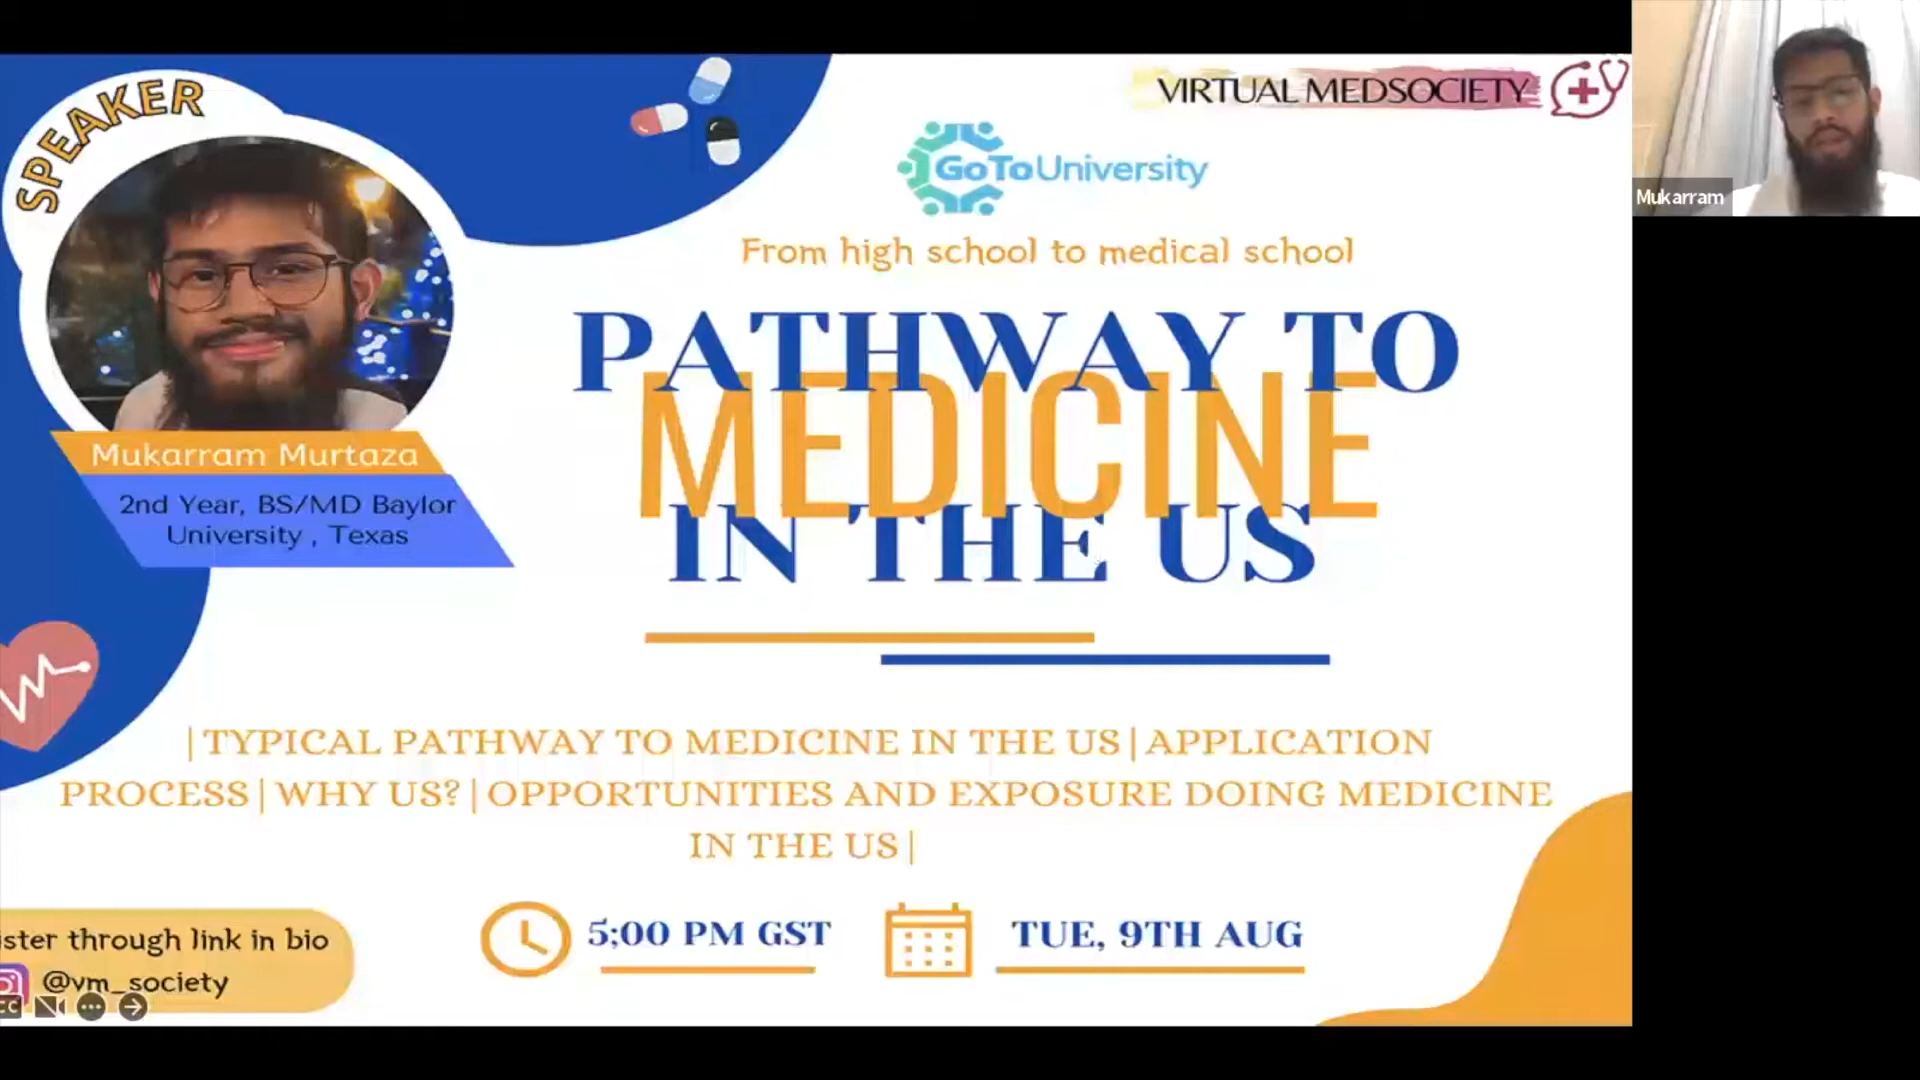 SPEAKER
VIRTUAL MEDSOCIETY
GoToUniversity
Mukarram
From high school to medical school
PATHWAY TO
MEDICINE
IN THE US
Mukarram Murtaza
2nd Year, BS/MD Baylor
University , Texas
|TYPICAL PATHWAY TO MEDICINE IN THE US|APPLICATION
PROCESS|WHY US?|OPPORTUNITIES AND EXPOSURE DOING MEDICINE
IN THE US|
ister through link in bio
@vm_society
5;00 PM GST
TUE, 9TH AUG
CC